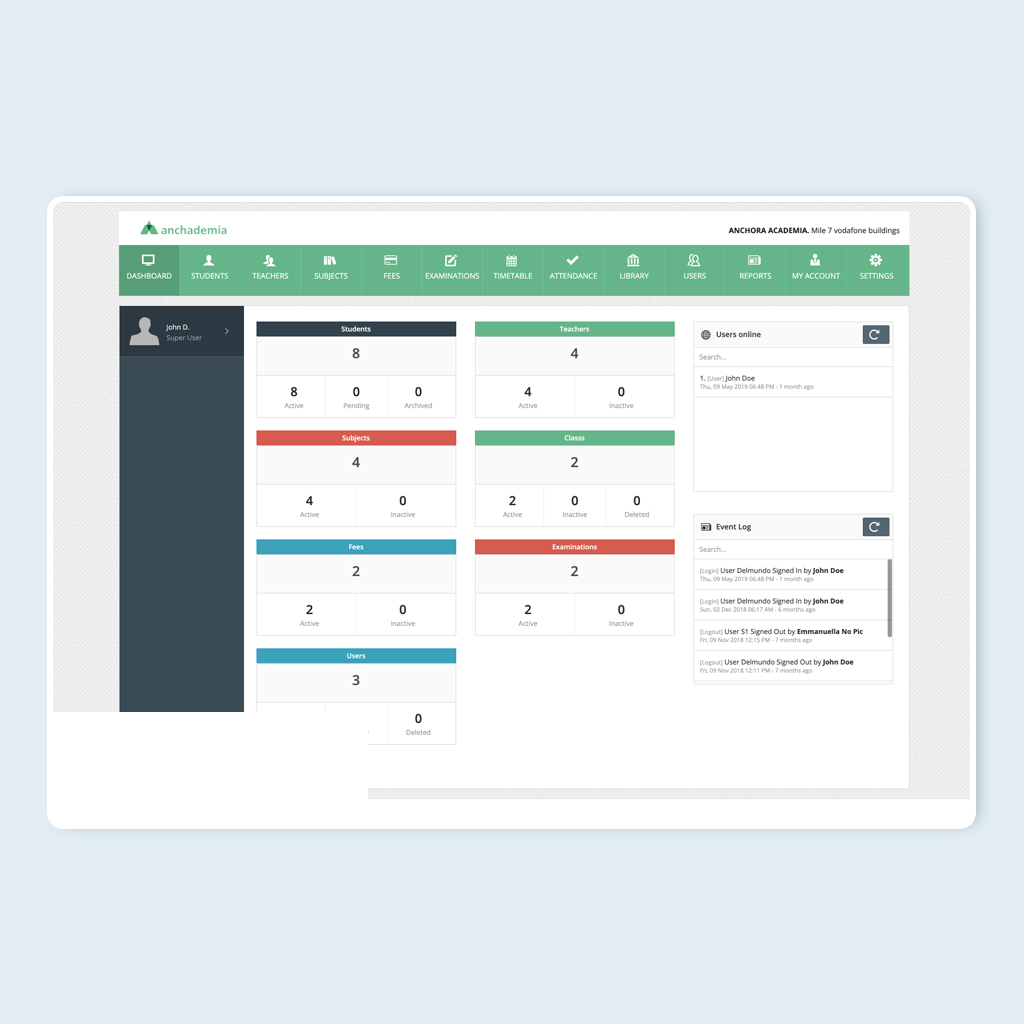 anchademia
ANCHORA ACADEMIA. Mile 7 vodafone buildings
DASHBOARD STUDENTS TEACHERS SUBJECTS FEES EXAMINATIONS TIMETABLE ATTENDANCE LIBRARY USERS REPORTS MY ACCOUNT SETTINGS
John D.
Super User
Students
8
8 0 0
Active Pending Archived
Teachers
4
4 0
Active Inactive
Subjects
4
4 0
Active Inactive
Classs
2
2 0 0
Active Inactive Deleted
Fees
2
2 0
Active Inactive
Examinations
2
2 0
Active Inactive
Users
3
0
Deleted
Users online
Search...
1. [User] John Doe
Thu, 09 May 2019 06:48 PM - 1 month ago
Event Log
Search...
[Login] User Delmundo Signed In by John Doe
Thu, 09 May 2019 06:48 PM - 1 month ago
[Login] User Delmundo Signed In by John Doe
Sun, 02 Dec 2018 06:17 AM - 6 months ago
[Logout] User S1 Signed Out by Emmanuella No Pic
Fri, 09 Nov 2018 12:15 PM - 7 months ago
[Logout] User Delmundo Signed Out by John Doe
Fri, 09 Nov 2018 12:11 PM - 7 months ago